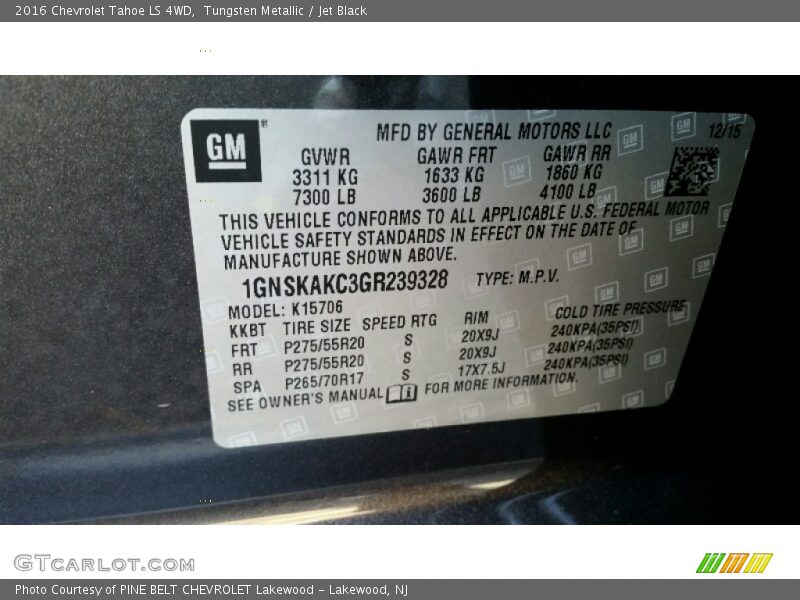 2016 Chevrolet Tahoe LS 4WD,  Tungsten Metallic / Jet Black
GM ®
MFD BY GENERAL MOTORS LLC 12/15
GVWR GAWR FRT GAWR RR
3311 KG 1633 KG 1860 KG
7300 LB 3600 LB 4100 LB
THIS VEHICLE CONFORMS TO ALL APPLICABLE U.S. FEDERAL MOTOR
VEHICLE SAFETY STANDARDS IN EFFECT ON THE DATE OF
MANUFACTURE SHOWN ABOVE.
1GNSKAKC3GR239328 TYPE: M.P.V.
MODEL: K15706
KKBT TIRE SIZE SPEED RTG RIM COLD TIRE PRESSURE
FRT P275/55R20 S 20X9J 240KPA(35PSI)
RR P275/55R20 S 20X9J 240KPA(35PSI)
SPA P265/70R17 S 17X7.5J 240KPA(35PSI)
SEE OWNER'S MANUAL FOR MORE INFORMATION.
GTCARLOT.COM
Photo Courtesy of PINE BELT CHEVROLET Lakewood - Lakewood, NJ